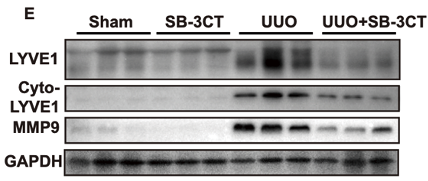 E
Sham SB-3CT UUO UUO+SB-3CT
LYVE1
Cyto-
LYVE1
MMP9
GAPDH